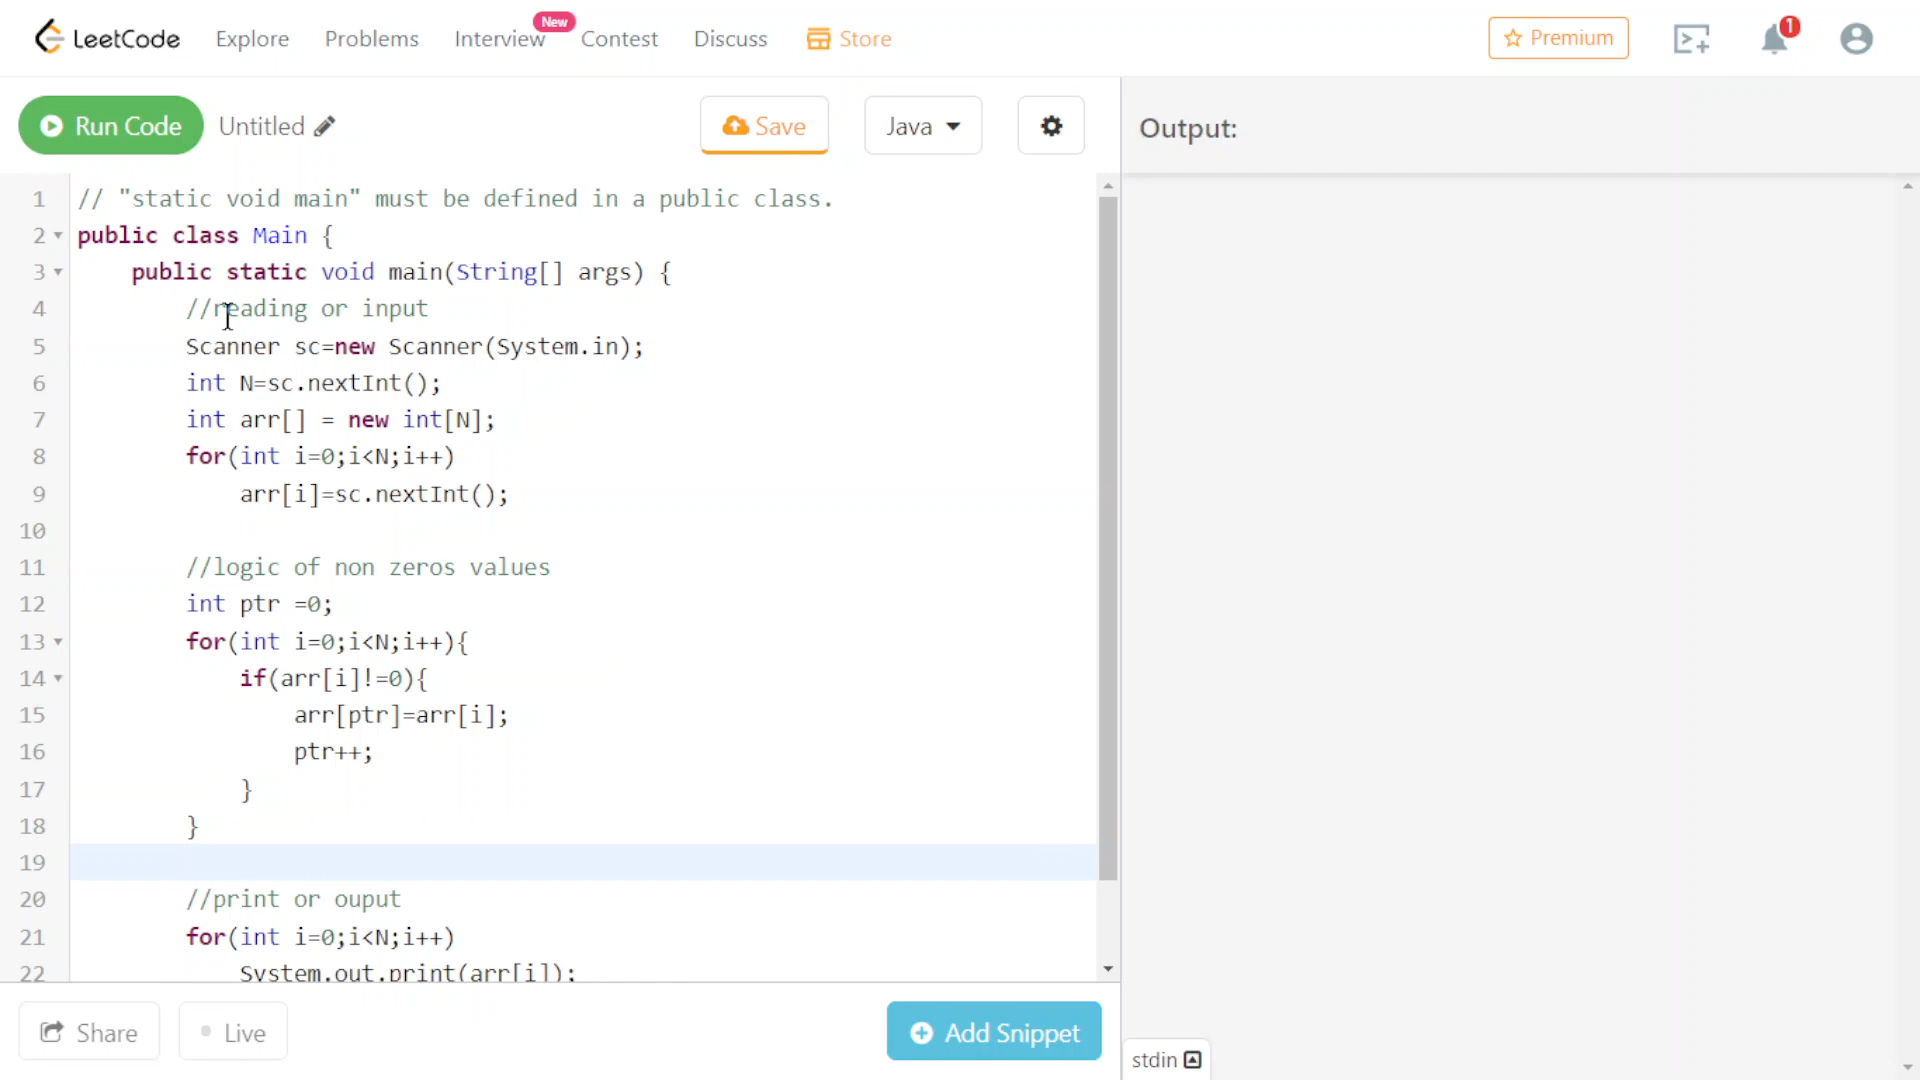 LeetCode Explore Problems Interview New Contest Discuss Store Premium 1
Run Code Untitled Save Java Output:
1 // "static void main" must be defined in a public class.
2 public class Main {
3 public static void main(String[] args) {
4 //reading or input
5 Scanner sc=new Scanner(System.in);
6 int N=sc.nextInt();
7 int arr[] = new int[N];
8 for(int i=0;i<N;i++)
9 arr[i]=sc.nextInt();
10
11 //logic of non zeros values
12 int ptr =0;
13 for(int i=0;i<N;i++){
14 if(arr[i]!=0){
15 arr[ptr]=arr[i];
16 ptr++;
17 }
18 }
19
20 //print or ouput
21 for(int i=0;i<N;i++)
22 System.out.print(arr[i]);
Share Live Add Snippet stdin